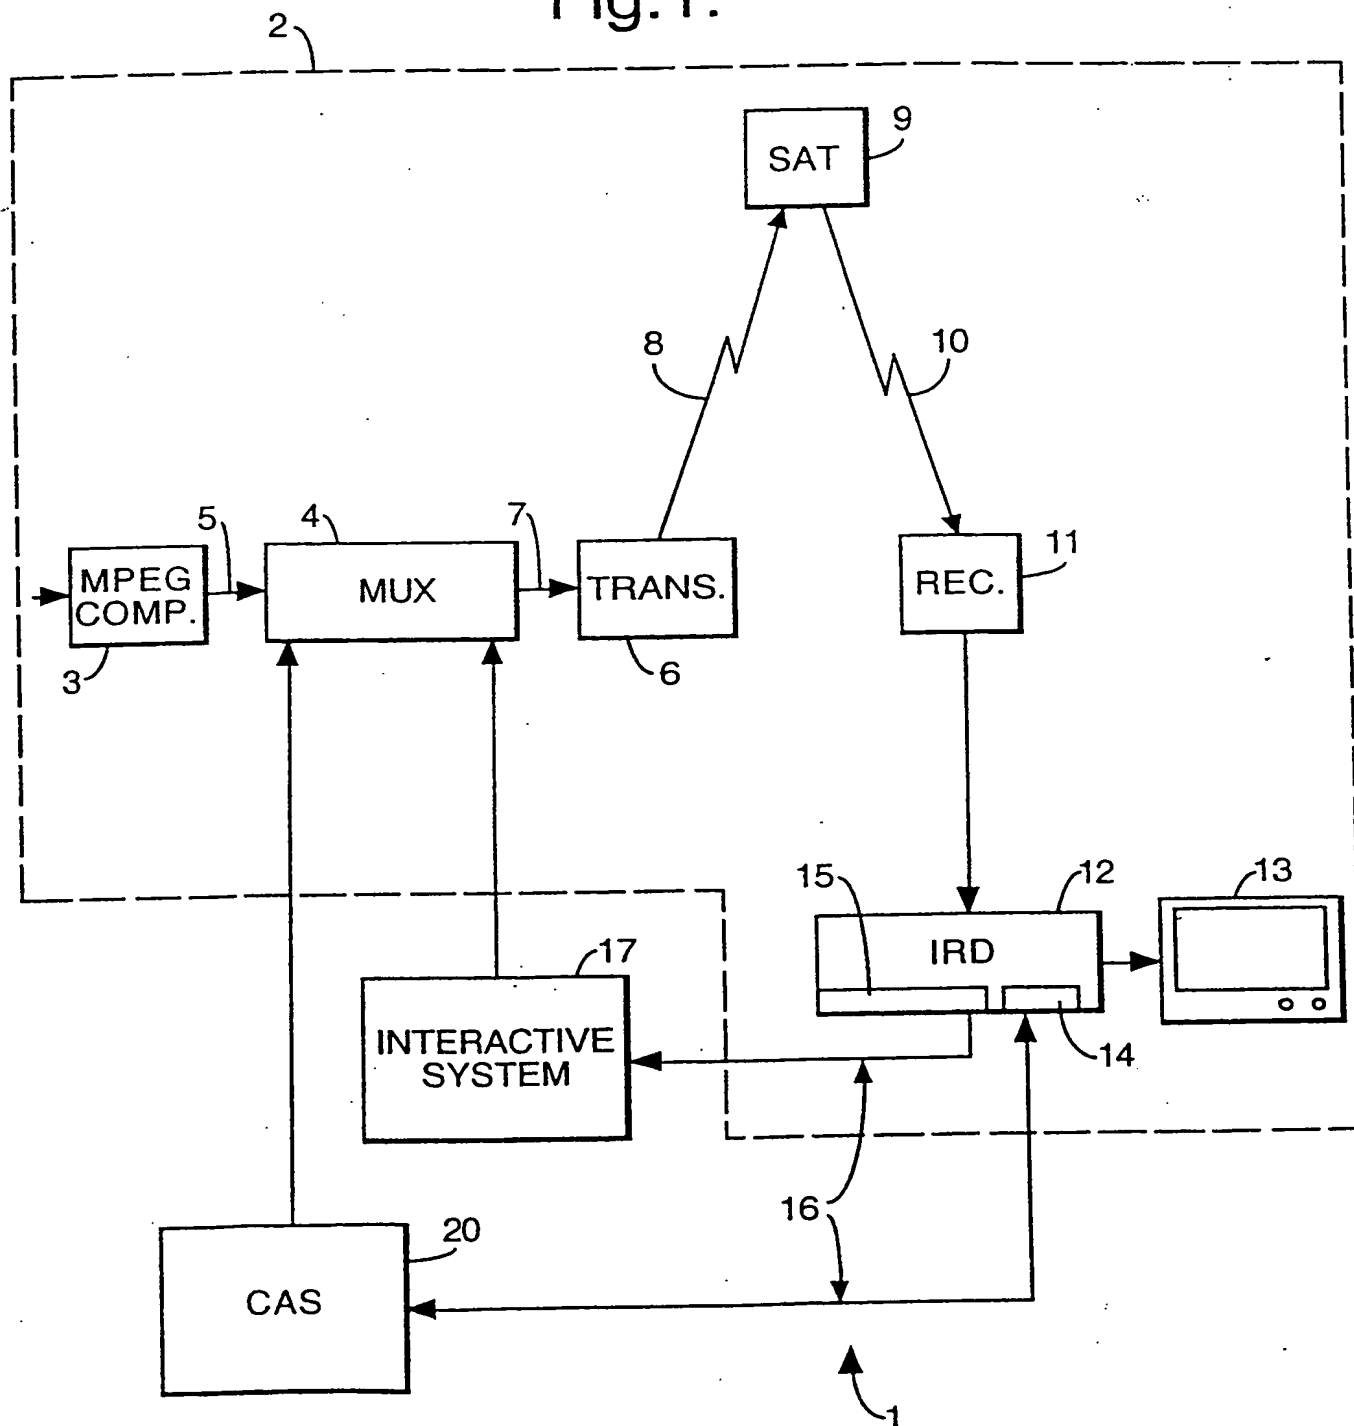 Fig.1.
2
SAT
9
8
10
5
4
7
11
MPEG
COMP.
MUX
TRANS.
REC.
3
6
15
12
13
17
IRD
INTERACTIVE
SYSTEM
14
16
20
CAS
1